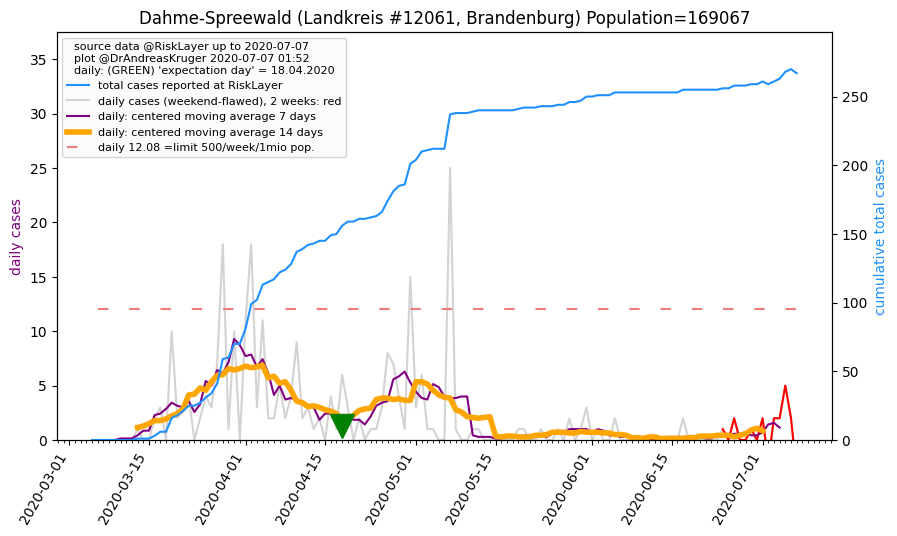 Dahme-Spreewald (Landkreis #12061, Brandenburg) Population=169067
source data @RiskLayer up to 2020-07-07
plot @DrAndreasKruger 2020-07-07 01:52
daily: (GREEN) 'expectation day' = 18.04.2020
total cases reported at RiskLayer
daily cases (weekend-flawed), 2 weeks: red
daily: centered moving average 7 days
daily: centered moving average 14 days
daily 12.08 =limit 500/week/1mio pop.
daily cases
35
30
25
20
15
10
5
0
cumulative total cases
250
200
150
100
50
0
2020-03-01
2020-03-15
2020-04-01
2020-04-15
2020-05-01
2020-05-15
2020-06-01
2020-06-15
2020-07-01